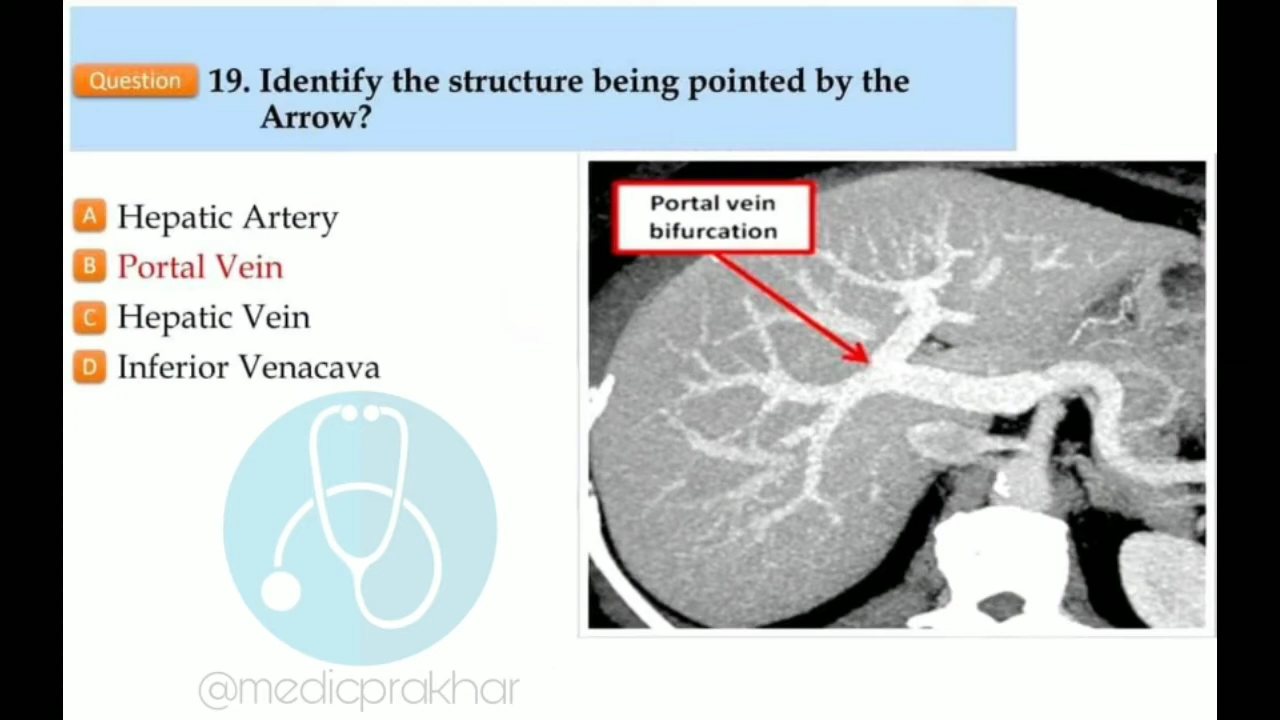 Question 19. Identify the structure being pointed by the
Arrow?
A Hepatic Artery
B Portal Vein
C Hepatic Vein
D Inferior Venacava
Portal vein
bifurcation
@medicprakhar